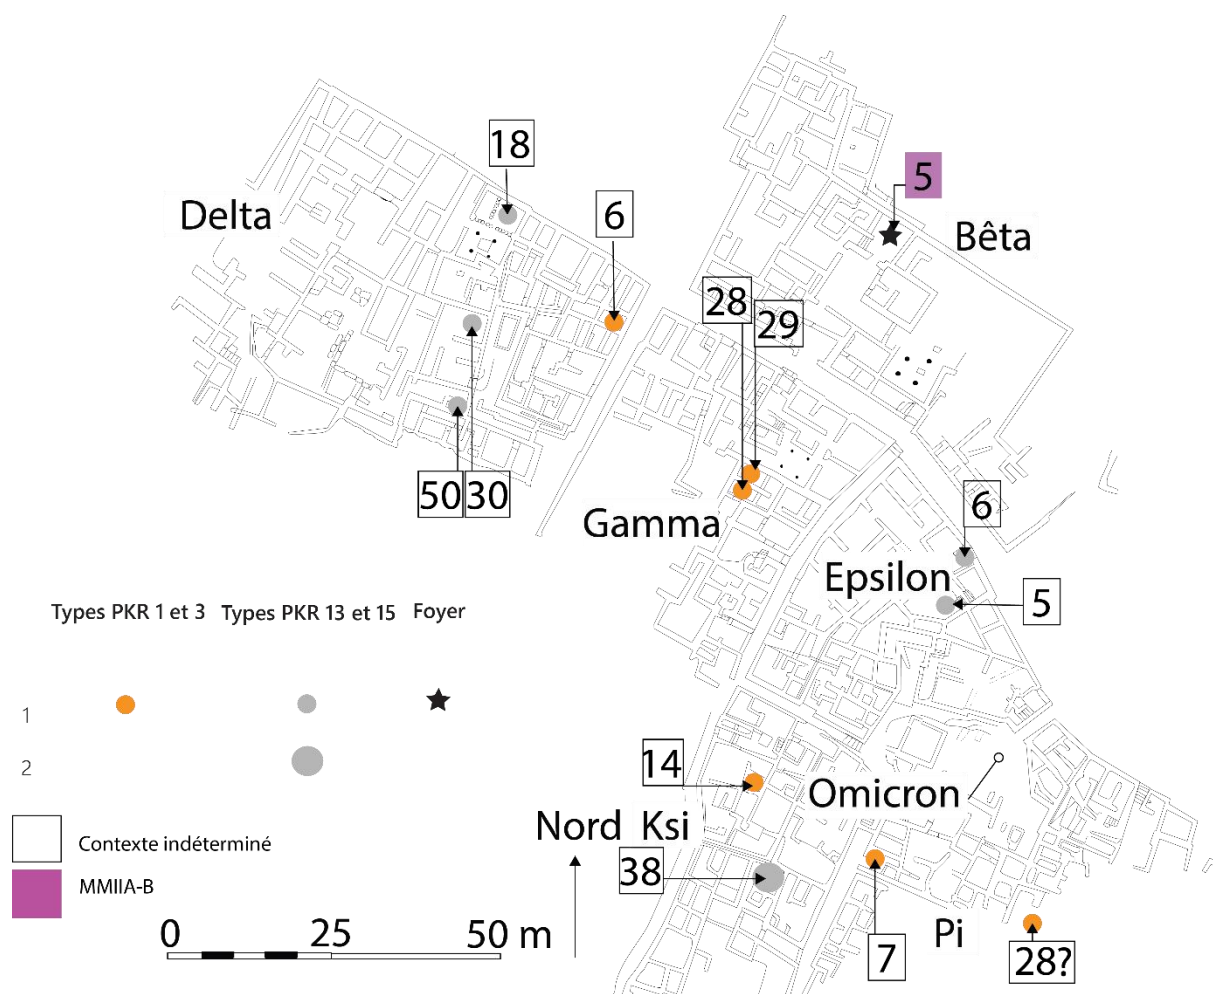 18
Delta
6
5
Bêta
28
29
50
30
Gamma
6
Epsilon
5
Types PKR 1 et 3 Types PKR 13 et 15 Foyer
1
2
14
Omicron
Nord Ksi
38
Contexte indéterminé
MMIIA-B
0 25 50 m
7
Pi
28?